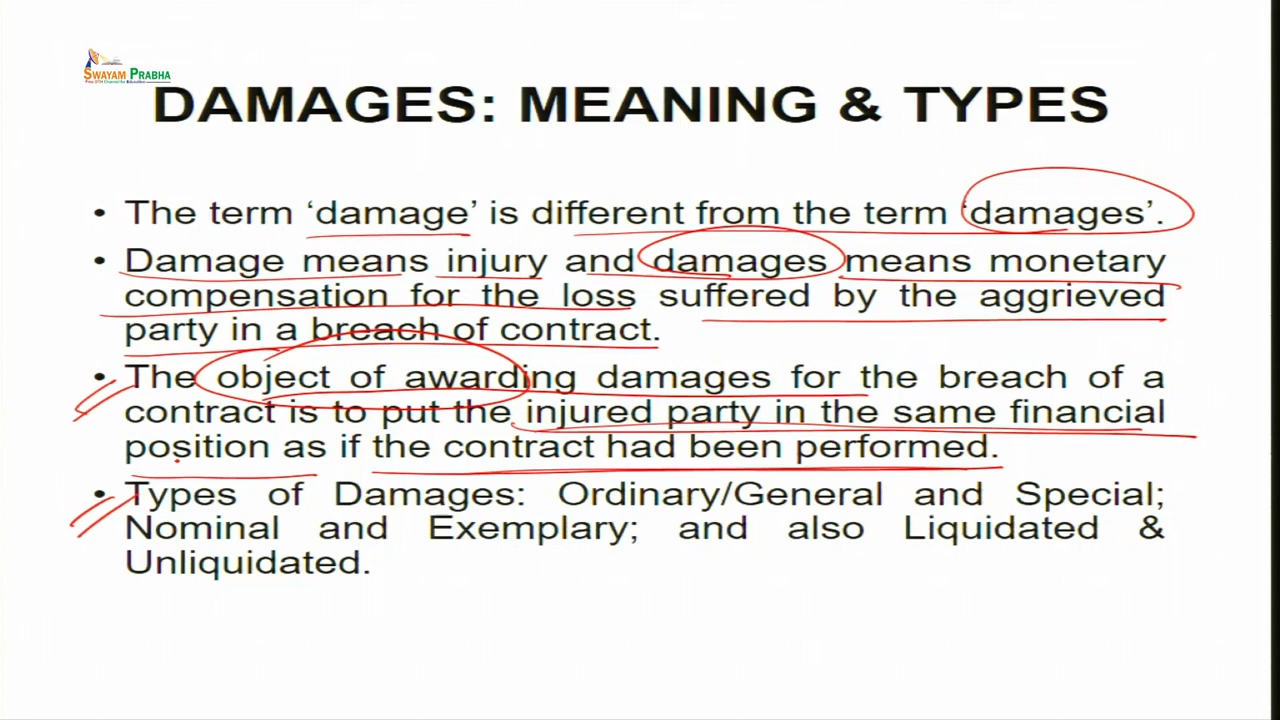 SWAYAM PRABHA
DAMAGES: MEANING & TYPES
• The term ‘damage’ is different from the term ‘damages’.
• Damage means injury and damages means monetary
compensation for the loss suffered by the aggrieved
party in a breach of contract.
• The object of awarding damages for the breach of a
contract is to put the injured party in the same financial
position as if the contract had been performed.
• Types of Damages: Ordinary/General and Special;
Nominal and Exemplary; and also Liquidated &
Unliquidated.